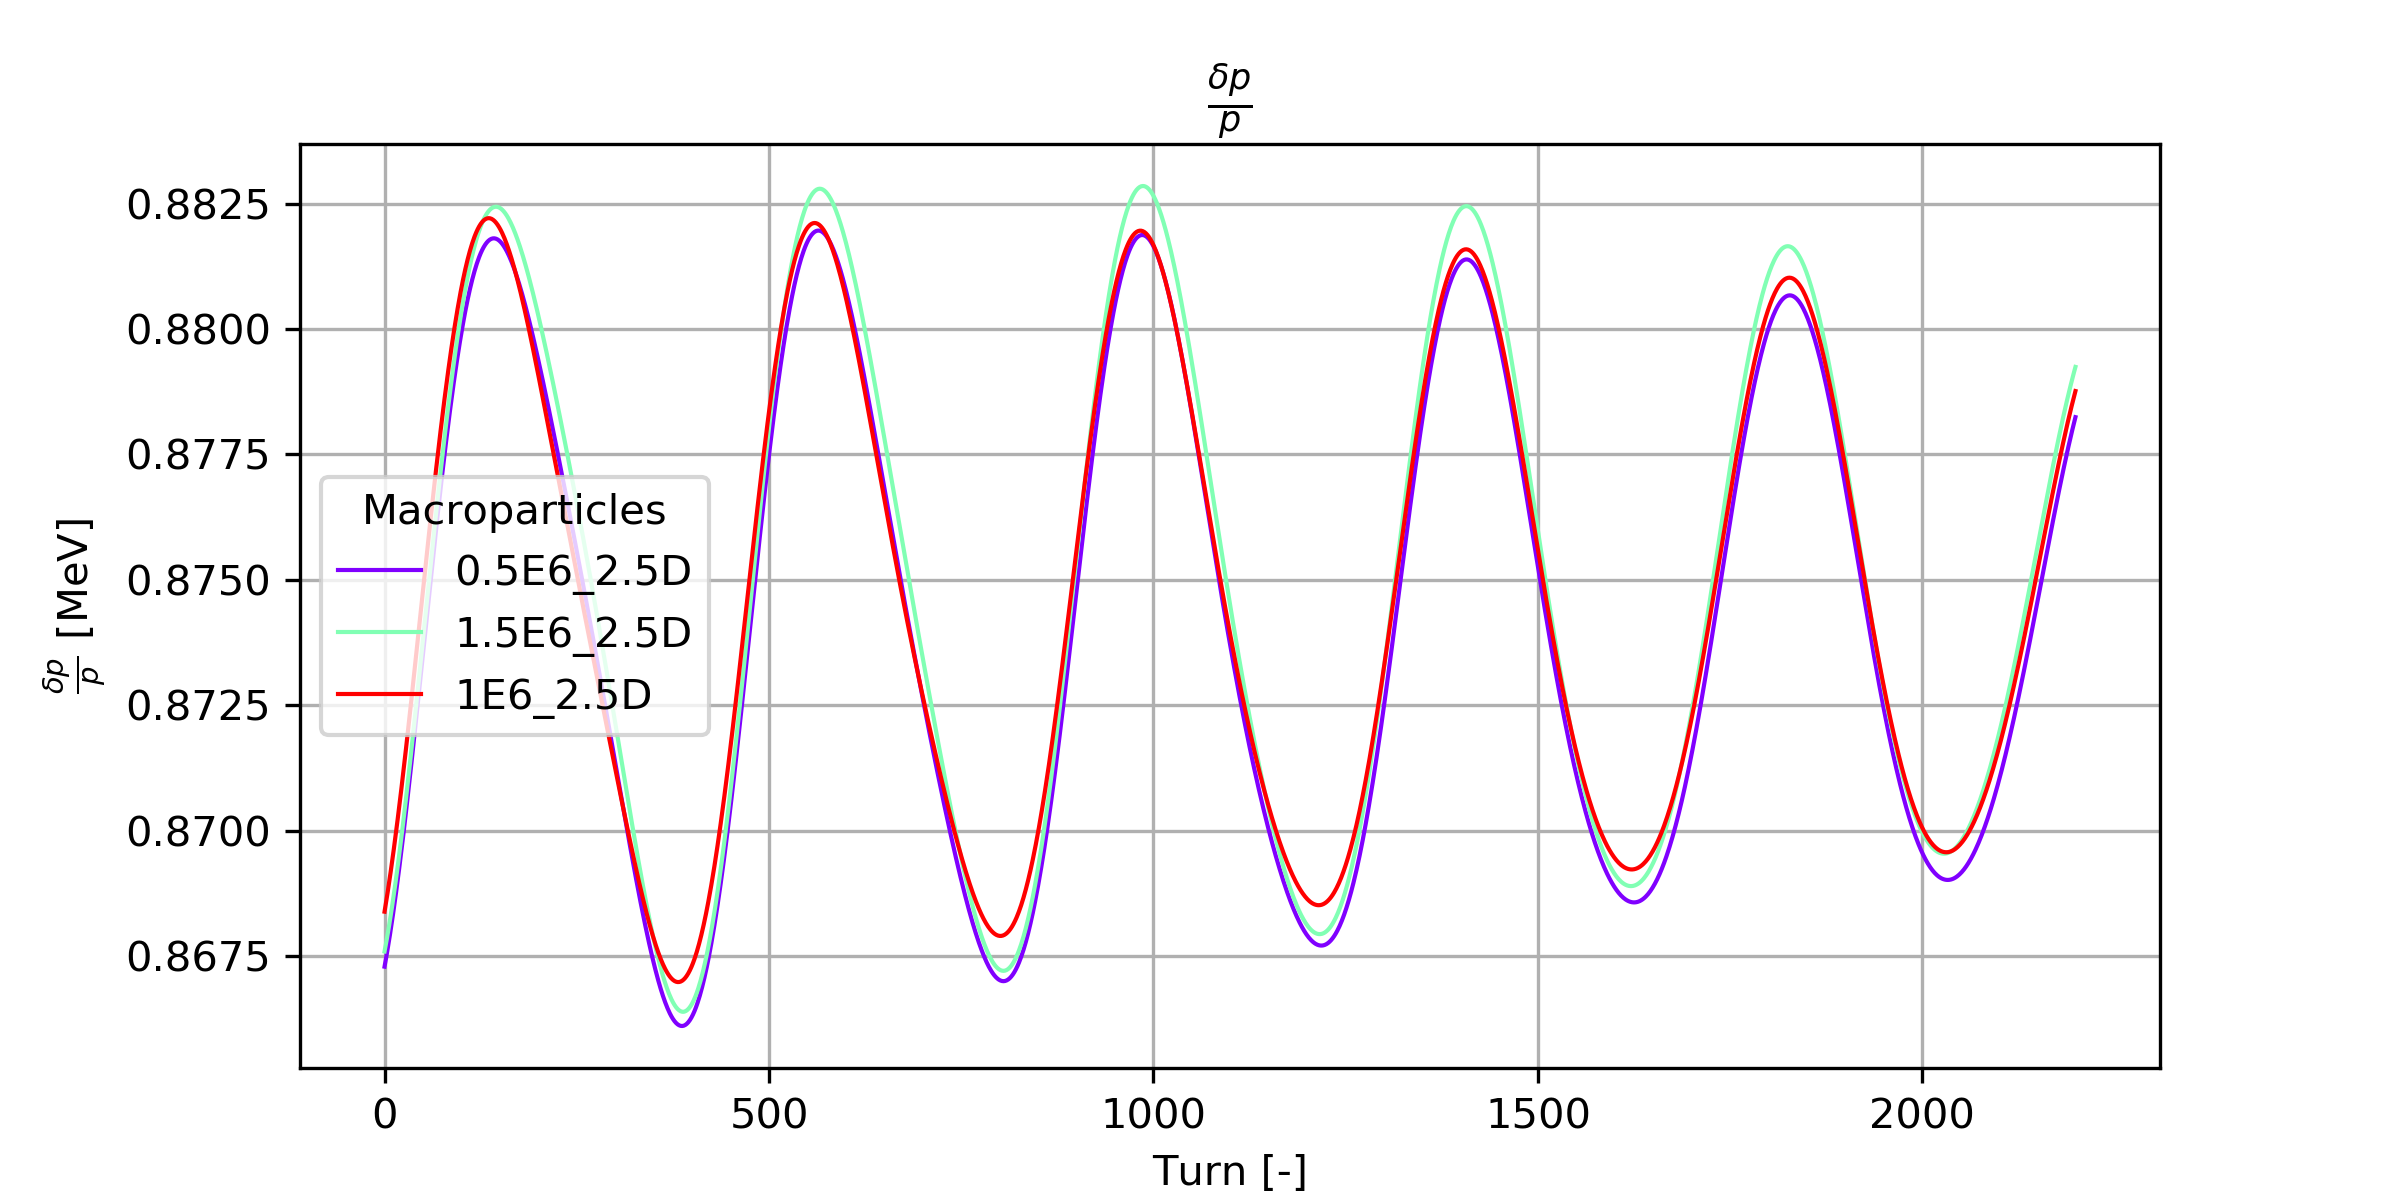 δp/p
0.8825
0.8800
0.8775
0.8750
0.8725
0.8700
0.8675
δp/p [MeV]
Macroparticles
0.5E6_2.5D
1.5E6_2.5D
1E6_2.5D
0 500 1000 1500 2000
Turn [-]